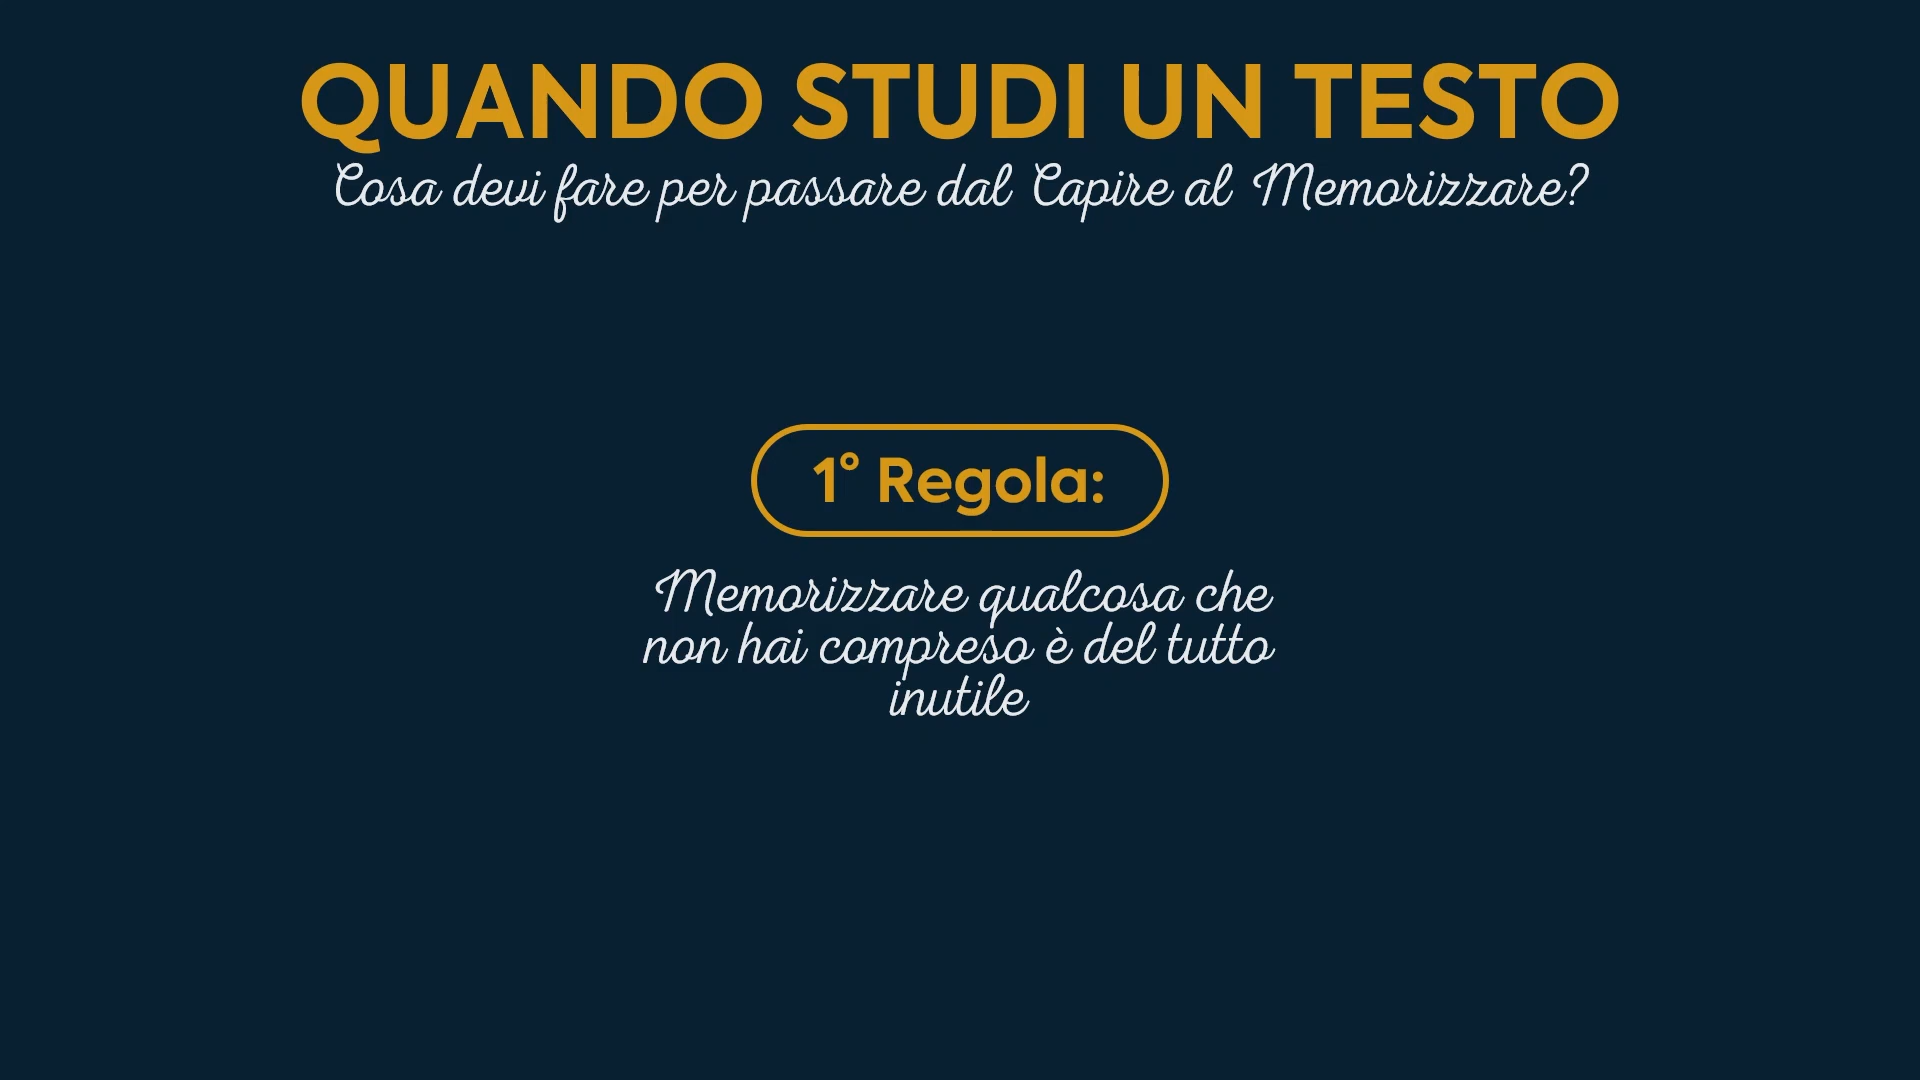 QUANDO STUDI UN TESTO
Cosa devi fare per passare dal Capire al Memorizzare?
1° Regola:
Memorizzare qualcosa che
non hai compreso è del tutto
inutile